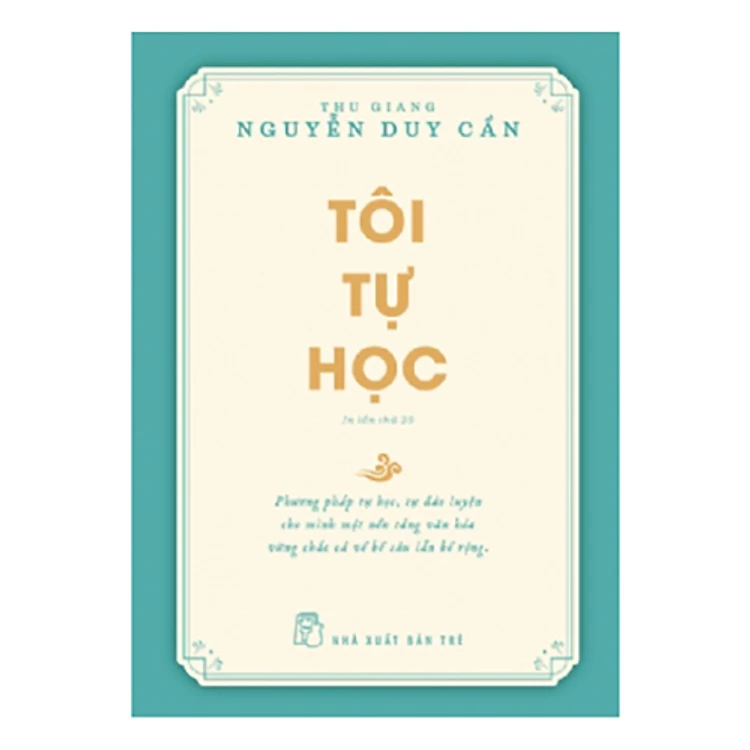 THU GIANG
NGUYỄN DUY CẦN
TÔI
TỰ
HỌC
In lần thứ 20
Phương pháp tự học, tự đào luyện
cho mình một nền tảng văn hóa
vững chắc cả về bề sâu lẫn bề rộng.
NHÀ XUẤT BẢN TRẺ